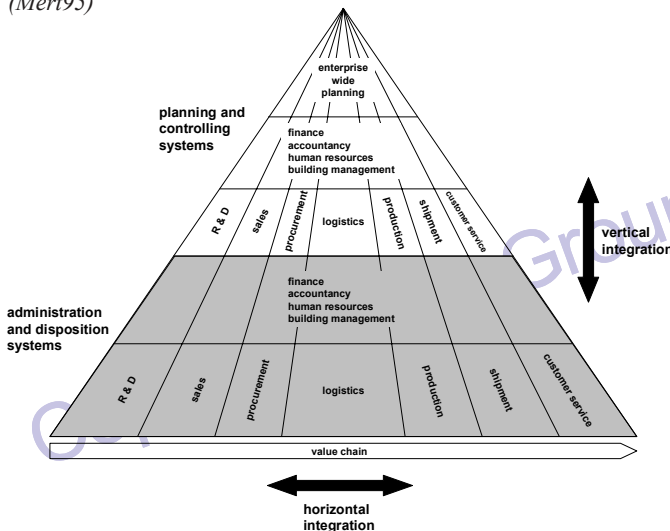 (Mert95)
enterprise
wide
planning
planning and
controlling
systems
finance
accountancy
human resources
building management
R & D
sales
procurement
logistics
production
shipment
customer service
vertical
integration
finance
accountancy
human resources
building management
administration
and disposition
systems
R & D
sales
procurement
logistics
production
shipment
customer service
value chain
horizontal
integration